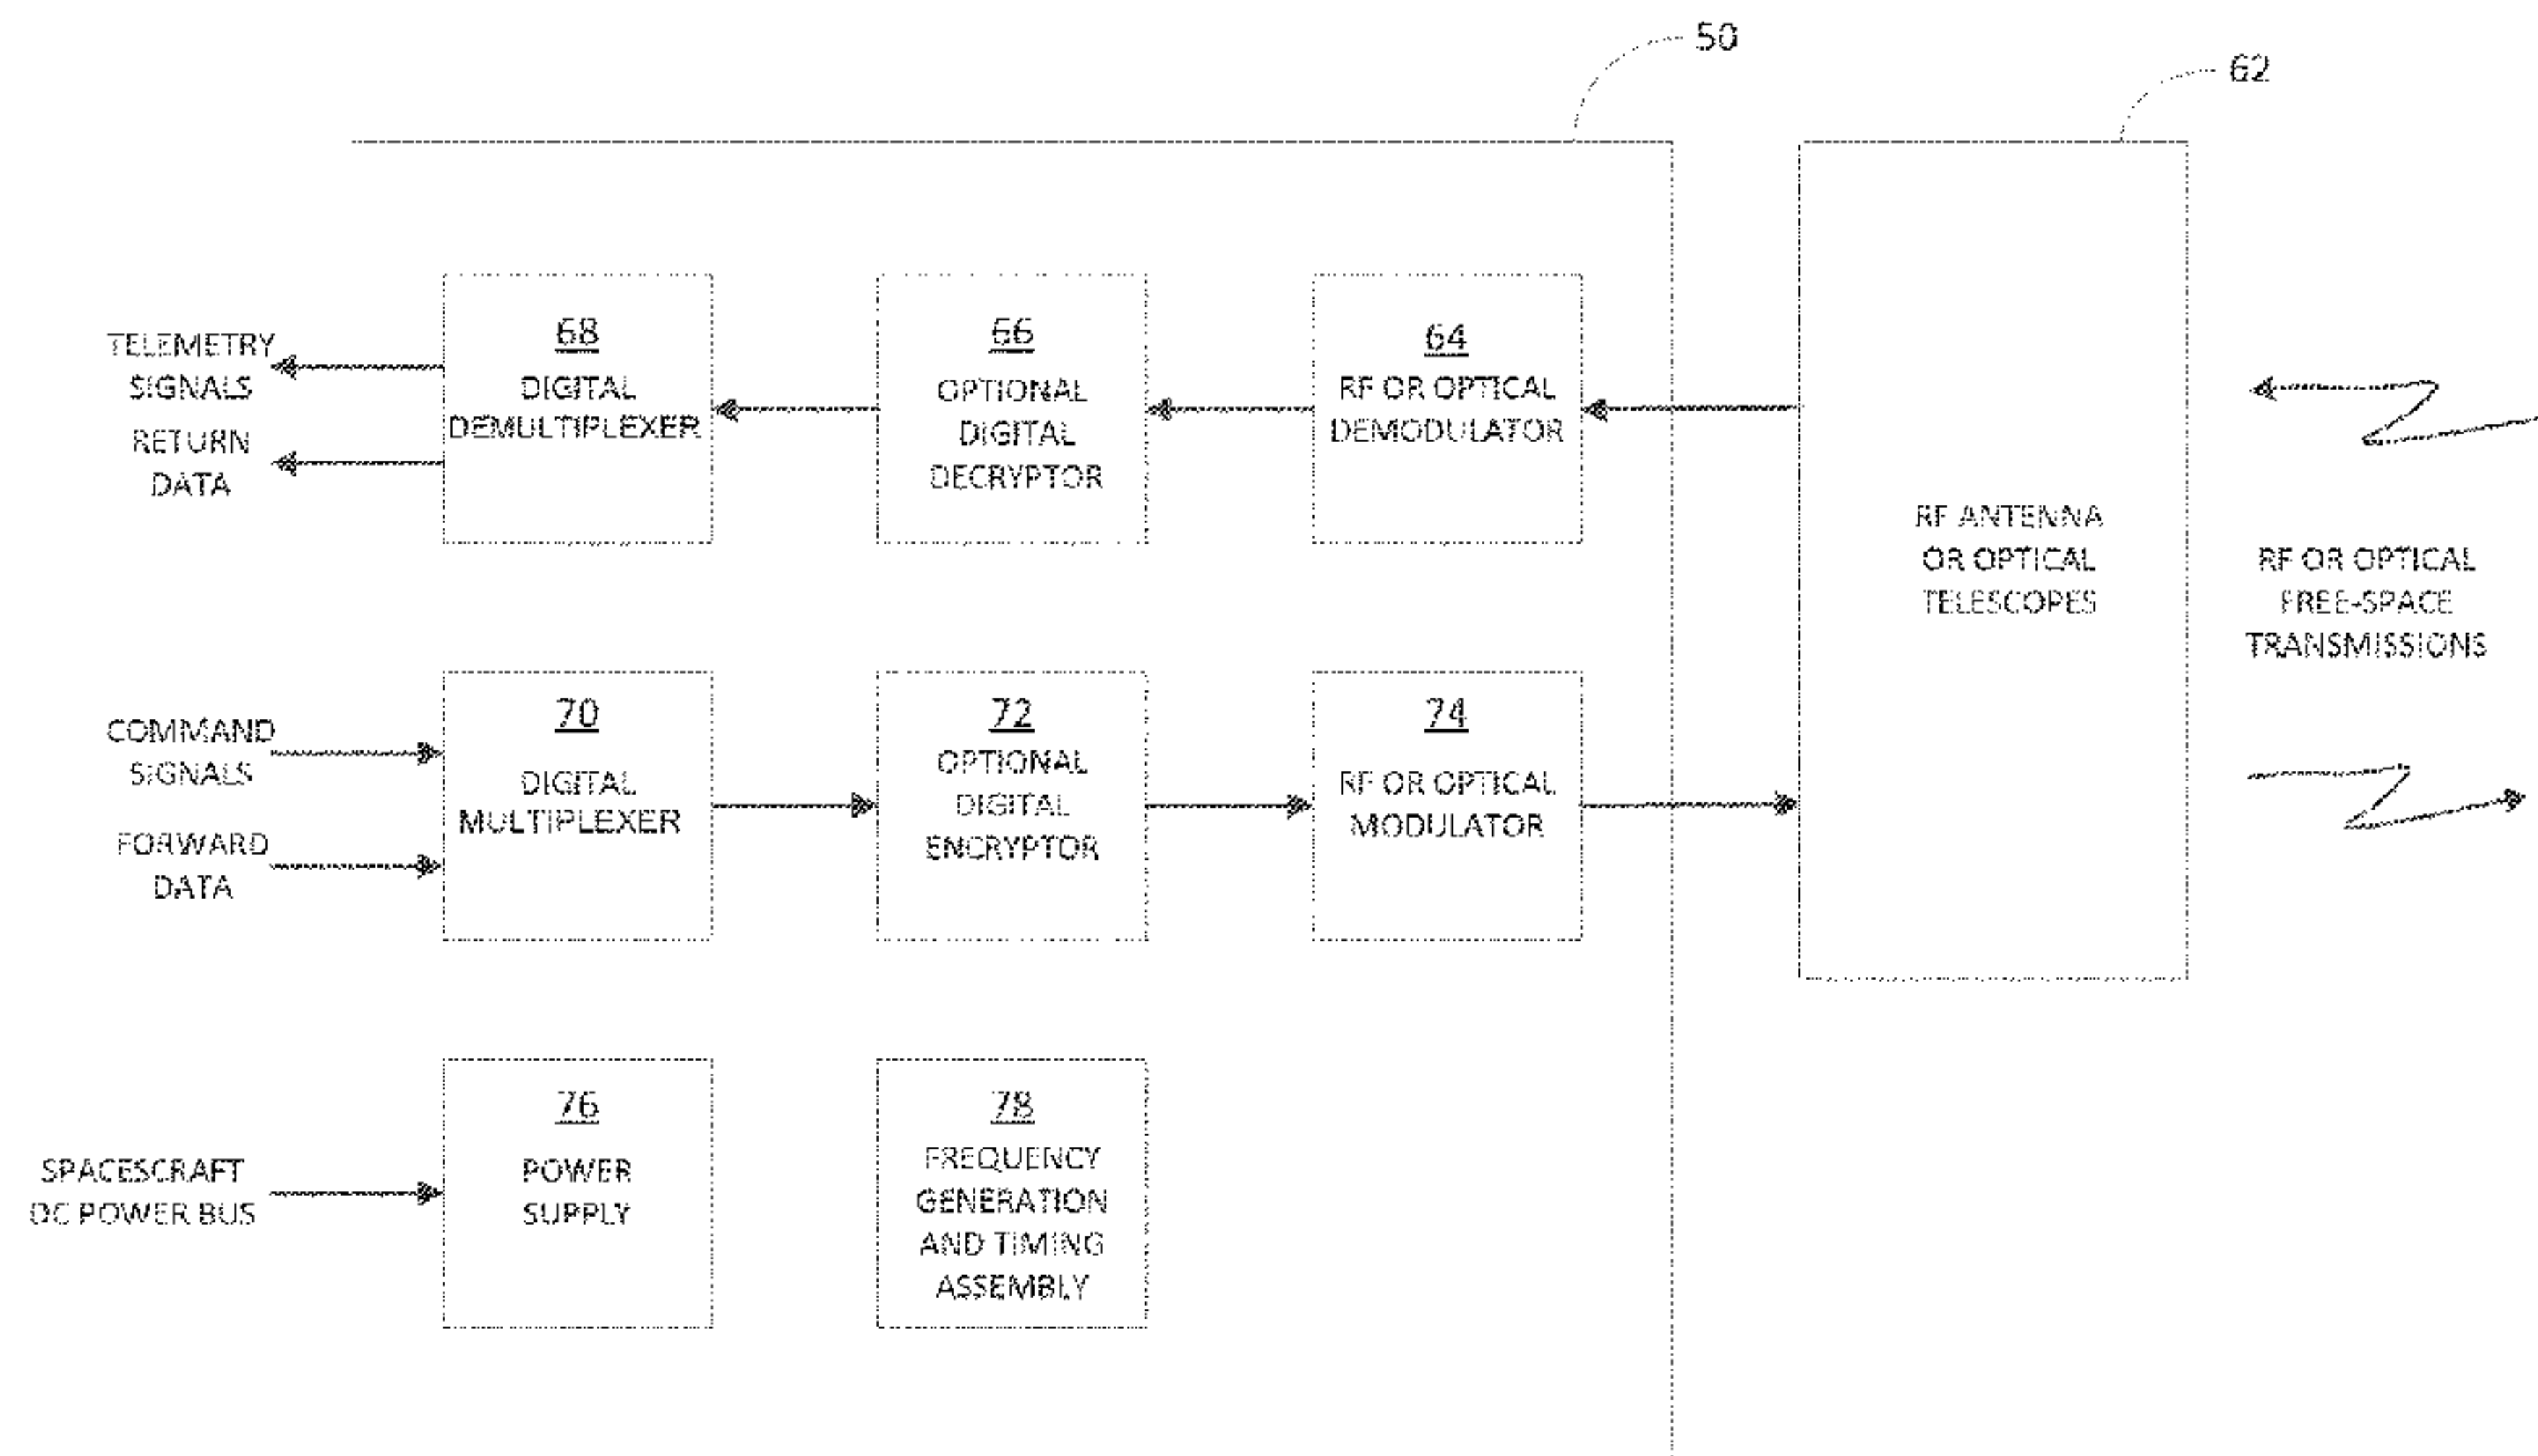 50
62
68
DIGITAL
DEMULTIPLEXER
66
OPTIONAL
DIGITAL
DECRYPTOR
64
RF OR OPTICAL
DEMODULATOR
TELEMETRY
SIGNALS
RETURN
DATA
RF ANTENNA
OR OPTICAL
TELESCOPES
RF OR OPTICAL
FREE-SPACE
TRANSMISSIONS
COMMAND
SIGNALS
FORWARD
DATA
70
DIGITAL
MULTIPLEXER
72
OPTIONAL
DIGITAL
ENCRYPTOR
74
RF OR OPTICAL
MODULATOR
SPACESCRAFT
DC POWER BUS
76
POWER
SUPPLY
78
FREQUENCY
GENERATION
AND TIMING
ASSEMBLY